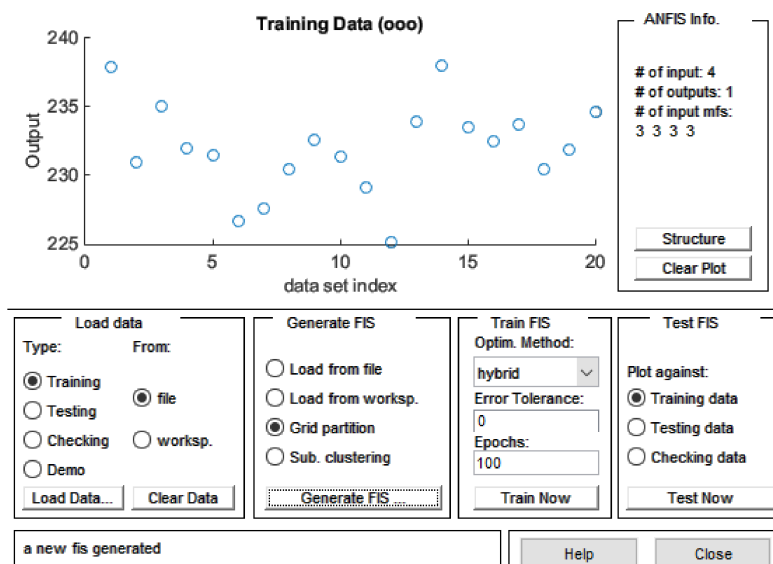 Training Data (ooo)
240
235
230
225
Output
0
5
10
15
20
data set index
ANFIS Info.
# of input: 4
# of outputs: 1
# of input mfs:
3 3 3 3
Structure
Clear Plot
Load data
Type:
From:
Training
Testing
Checking
Demo
file
worksp.
Load Data...
Clear Data
Generate FIS
Load from file
Load from worksp.
Grid partition
Sub. clustering
Generate FIS ...
Train FIS
Optim. Method:
hybrid
Error Tolerance:
0
Epochs:
100
Train Now
Test FIS
Plot against:
Training data
Testing data
Checking data
Test Now
a new fis generated
Help
Close